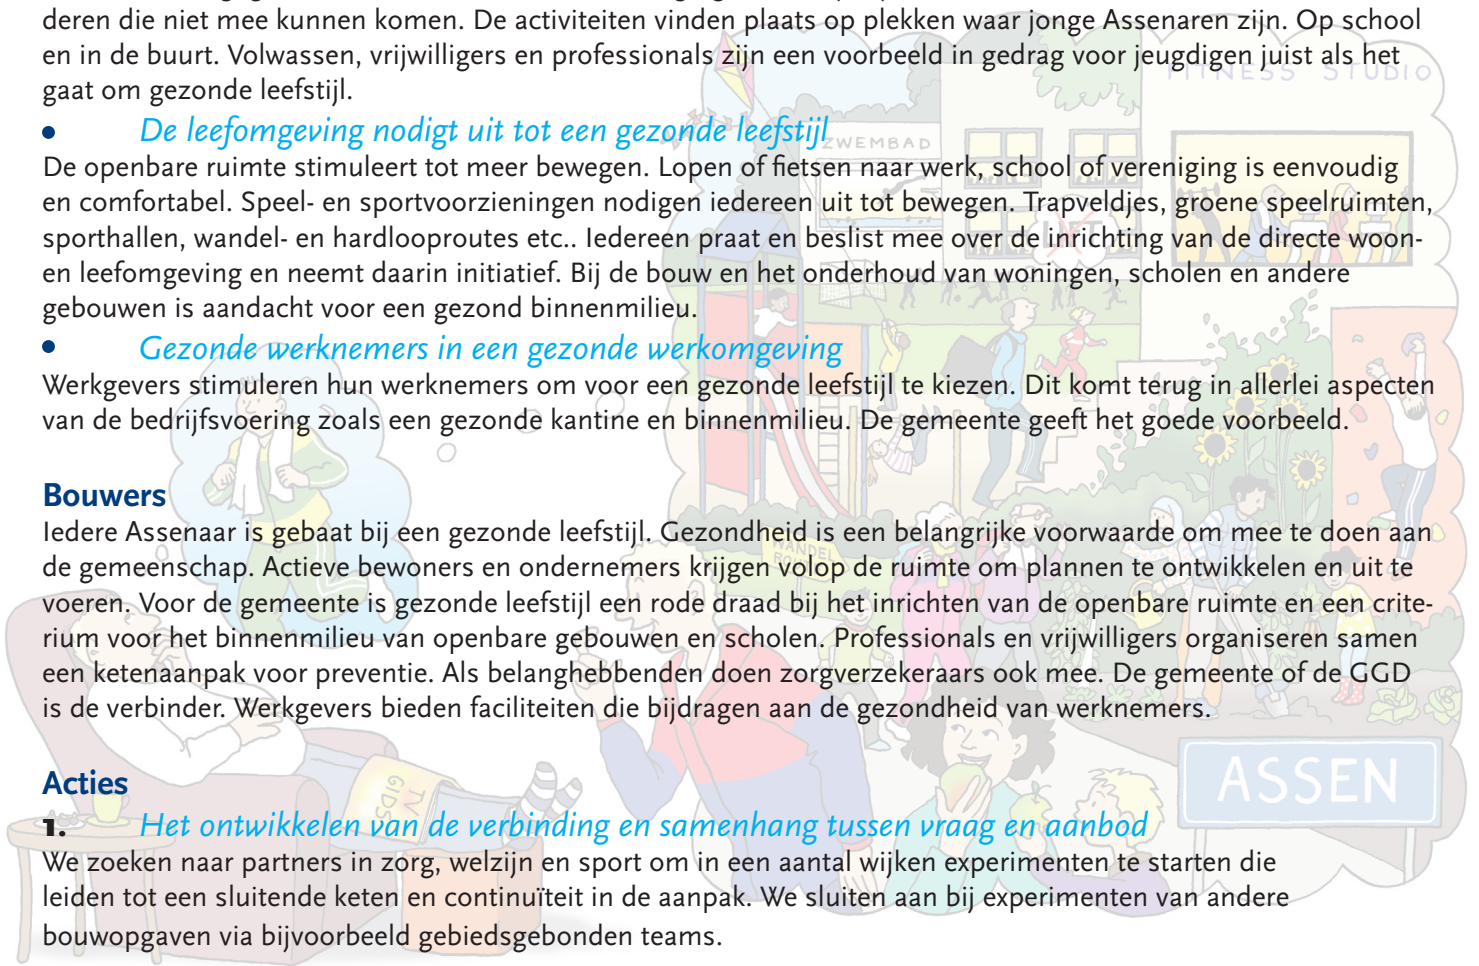 deren die niet mee kunnen komen. De activiteiten vinden plaats op plekken waar jonge Assenaren zijn. Op school
en in de buurt. Volwassen, vrijwilligers en professionals zijn een voorbeeld in gedrag voor jeugdigen juist als het
gaat om gezonde leefstijl.
FITNESS STUDIO
• De leefomgeving nodigt uit tot een gezonde leefstijl
ZWEMBAD
De openbare ruimte stimuleert tot meer bewegen. Lopen of fietsen naar werk, school of vereniging is eenvoudig
en comfortabel. Speel- en sportvoorzieningen nodigen iedereen uit tot bewegen. Trapveldjes, groene speelruimten,
sporthallen, wandel- en hardlooproutes etc.. Iedereen praat en beslist mee over de inrichting van de directe woon-
en leefomgeving en neemt daarin initiatief. Bij de bouw en het onderhoud van woningen, scholen en andere
gebouwen is aandacht voor een gezond binnenmilieu.
• Gezonde werknemers in een gezonde werkomgeving
Werkgevers stimuleren hun werknemers om voor een gezonde leefstijl te kiezen. Dit komt terug in allerlei aspecten
van de bedrijfsvoering zoals een gezonde kantine en binnenmilieu. De gemeente geeft het goede voorbeeld.
Bouwers
Iedere Assenaar is gebaat bij een gezonde leefstijl. Gezondheid is een belangrijke voorwaarde om mee te doen aan
WANDEL
de gemeenschap. Actieve bewoners en ondernemers krijgen volop de ruimte om plannen te ontwikkelen en uit te
voeren. Voor de gemeente is gezonde leefstijl een rode draad bij het inrichten van de openbare ruimte en een crite-
rium voor het binnenmilieu van openbare gebouwen en scholen. Professionals en vrijwilligers organiseren samen
een ketenaanpak voor preventie. Als belanghebbenden doen zorgverzekeraars ook mee. De gemeente of de GGD
is de verbinder. Werkgevers bieden faciliteiten die bijdragen aan de gezondheid van werknemers.
Acties
ASSEN
TV
GIDS
1. Het ontwikkelen van de verbinding en samenhang tussen vraag en aanbod
We zoeken naar partners in zorg, welzijn en sport om in een aantal wijken experimenten te starten die
leiden tot een sluitende keten en continuïteit in de aanpak. We sluiten aan bij experimenten van andere
bouwopgaven via bijvoorbeeld gebiedsgebonden teams.